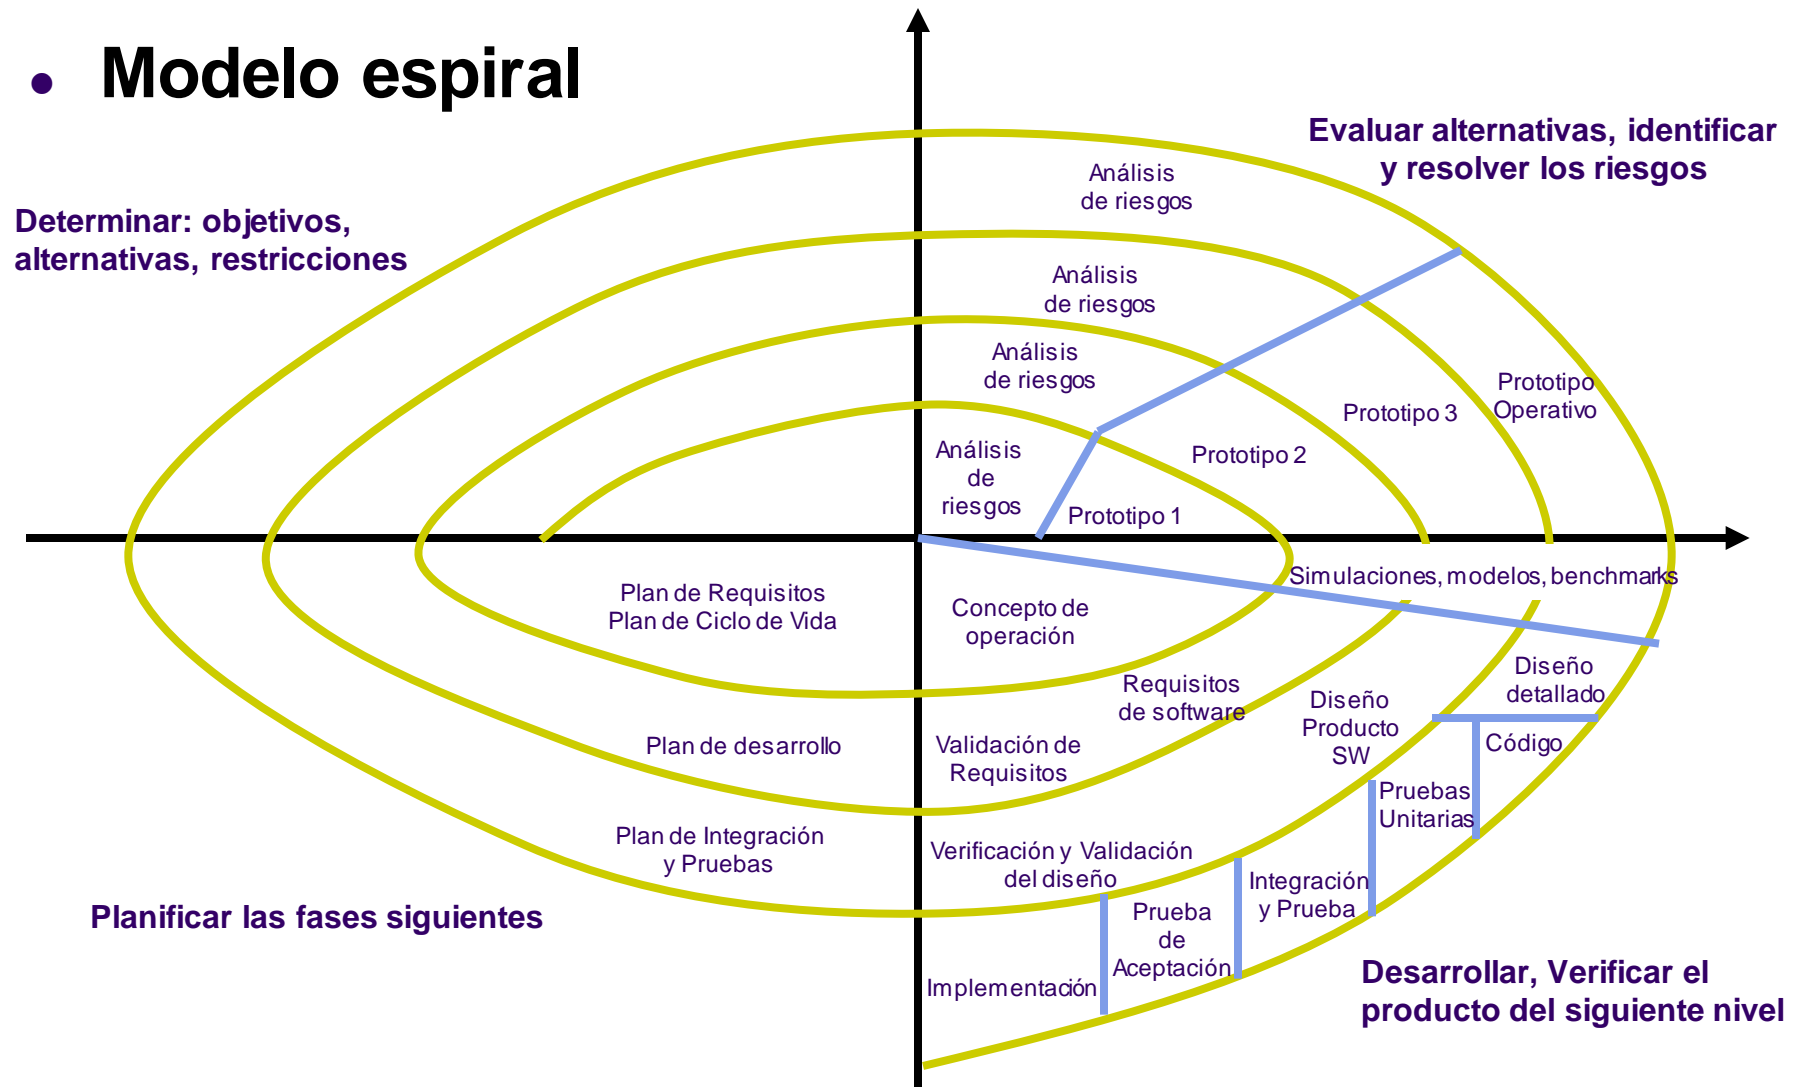 • Modelo espiral
Evaluar alternativas, identificar
y resolver los riesgos
Determinar: objetivos,
alternativas, restricciones
Análisis
de riesgos
Análisis
de riesgos
Análisis
de riesgos
Análisis
de
riesgos
Prototipo 1
Prototipo 2
Prototipo 3
Prototipo
Operativo
Simulaciones, modelos, benchmarks
Plan de Requisitos
Plan de Ciclo de Vida
Concepto de
operación
Requisitos
de software
Diseño
Producto
SW
Diseño
detallado
Plan de desarrollo
Validación de
Requisitos
Código
Pruebas
Unitarias
Plan de Integración
y Pruebas
Verificación y Validación
del diseño
Integración
y Prueba
Prueba
de
Aceptación
Implementación
Planificar las fases siguientes
Desarrollar, Verificar el
producto del siguiente nivel